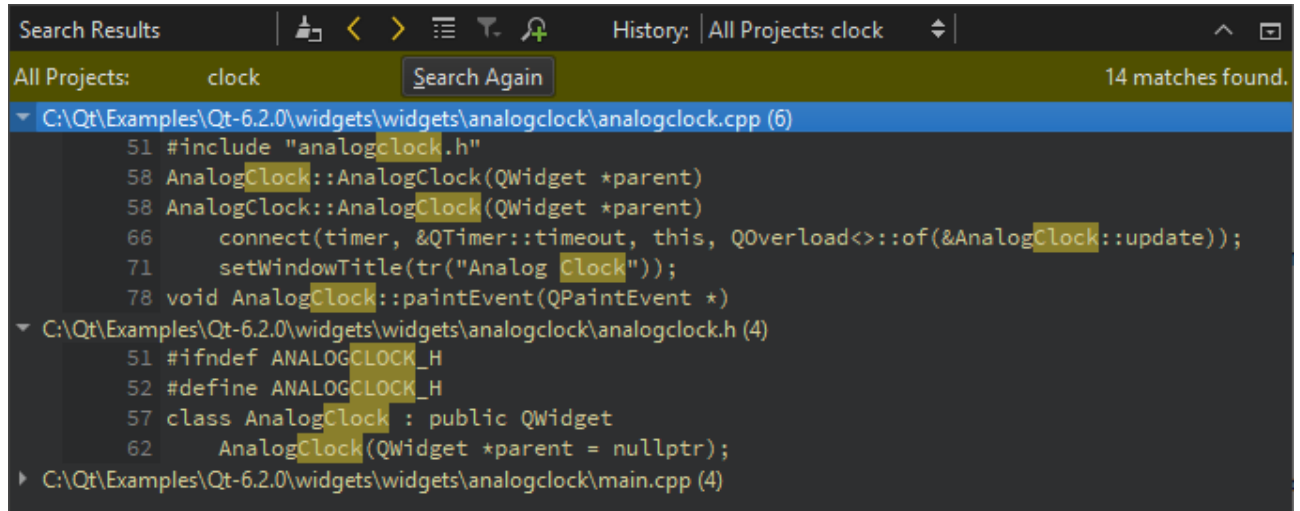 Search Results History: All Projects: clock
All Projects: clock Search Again 14 matches found.
C:\Qt\Examples\Qt-6.2.0\widgets\widgets\analogclock\analogclock.cpp (6)
51 #include "analogclock.h"
58 AnalogClock::AnalogClock(QWidget *parent)
58 AnalogClock::AnalogClock(QWidget *parent)
66 connect(timer, &QTimer::timeout, this, QOverload<>::of(&AnalogClock::update));
71 setWindowTitle(tr("Analog Clock"));
78 void AnalogClock::paintEvent(QPaintEvent *)
C:\Qt\Examples\Qt-6.2.0\widgets\widgets\analogclock\analogclock.h (4)
51 #ifndef ANALOGCLOCK_H
52 #define ANALOGCLOCK_H
57 class AnalogClock : public QWidget
62 AnalogClock(QWidget *parent = nullptr);
C:\Qt\Examples\Qt-6.2.0\widgets\widgets\analogclock\main.cpp (4)